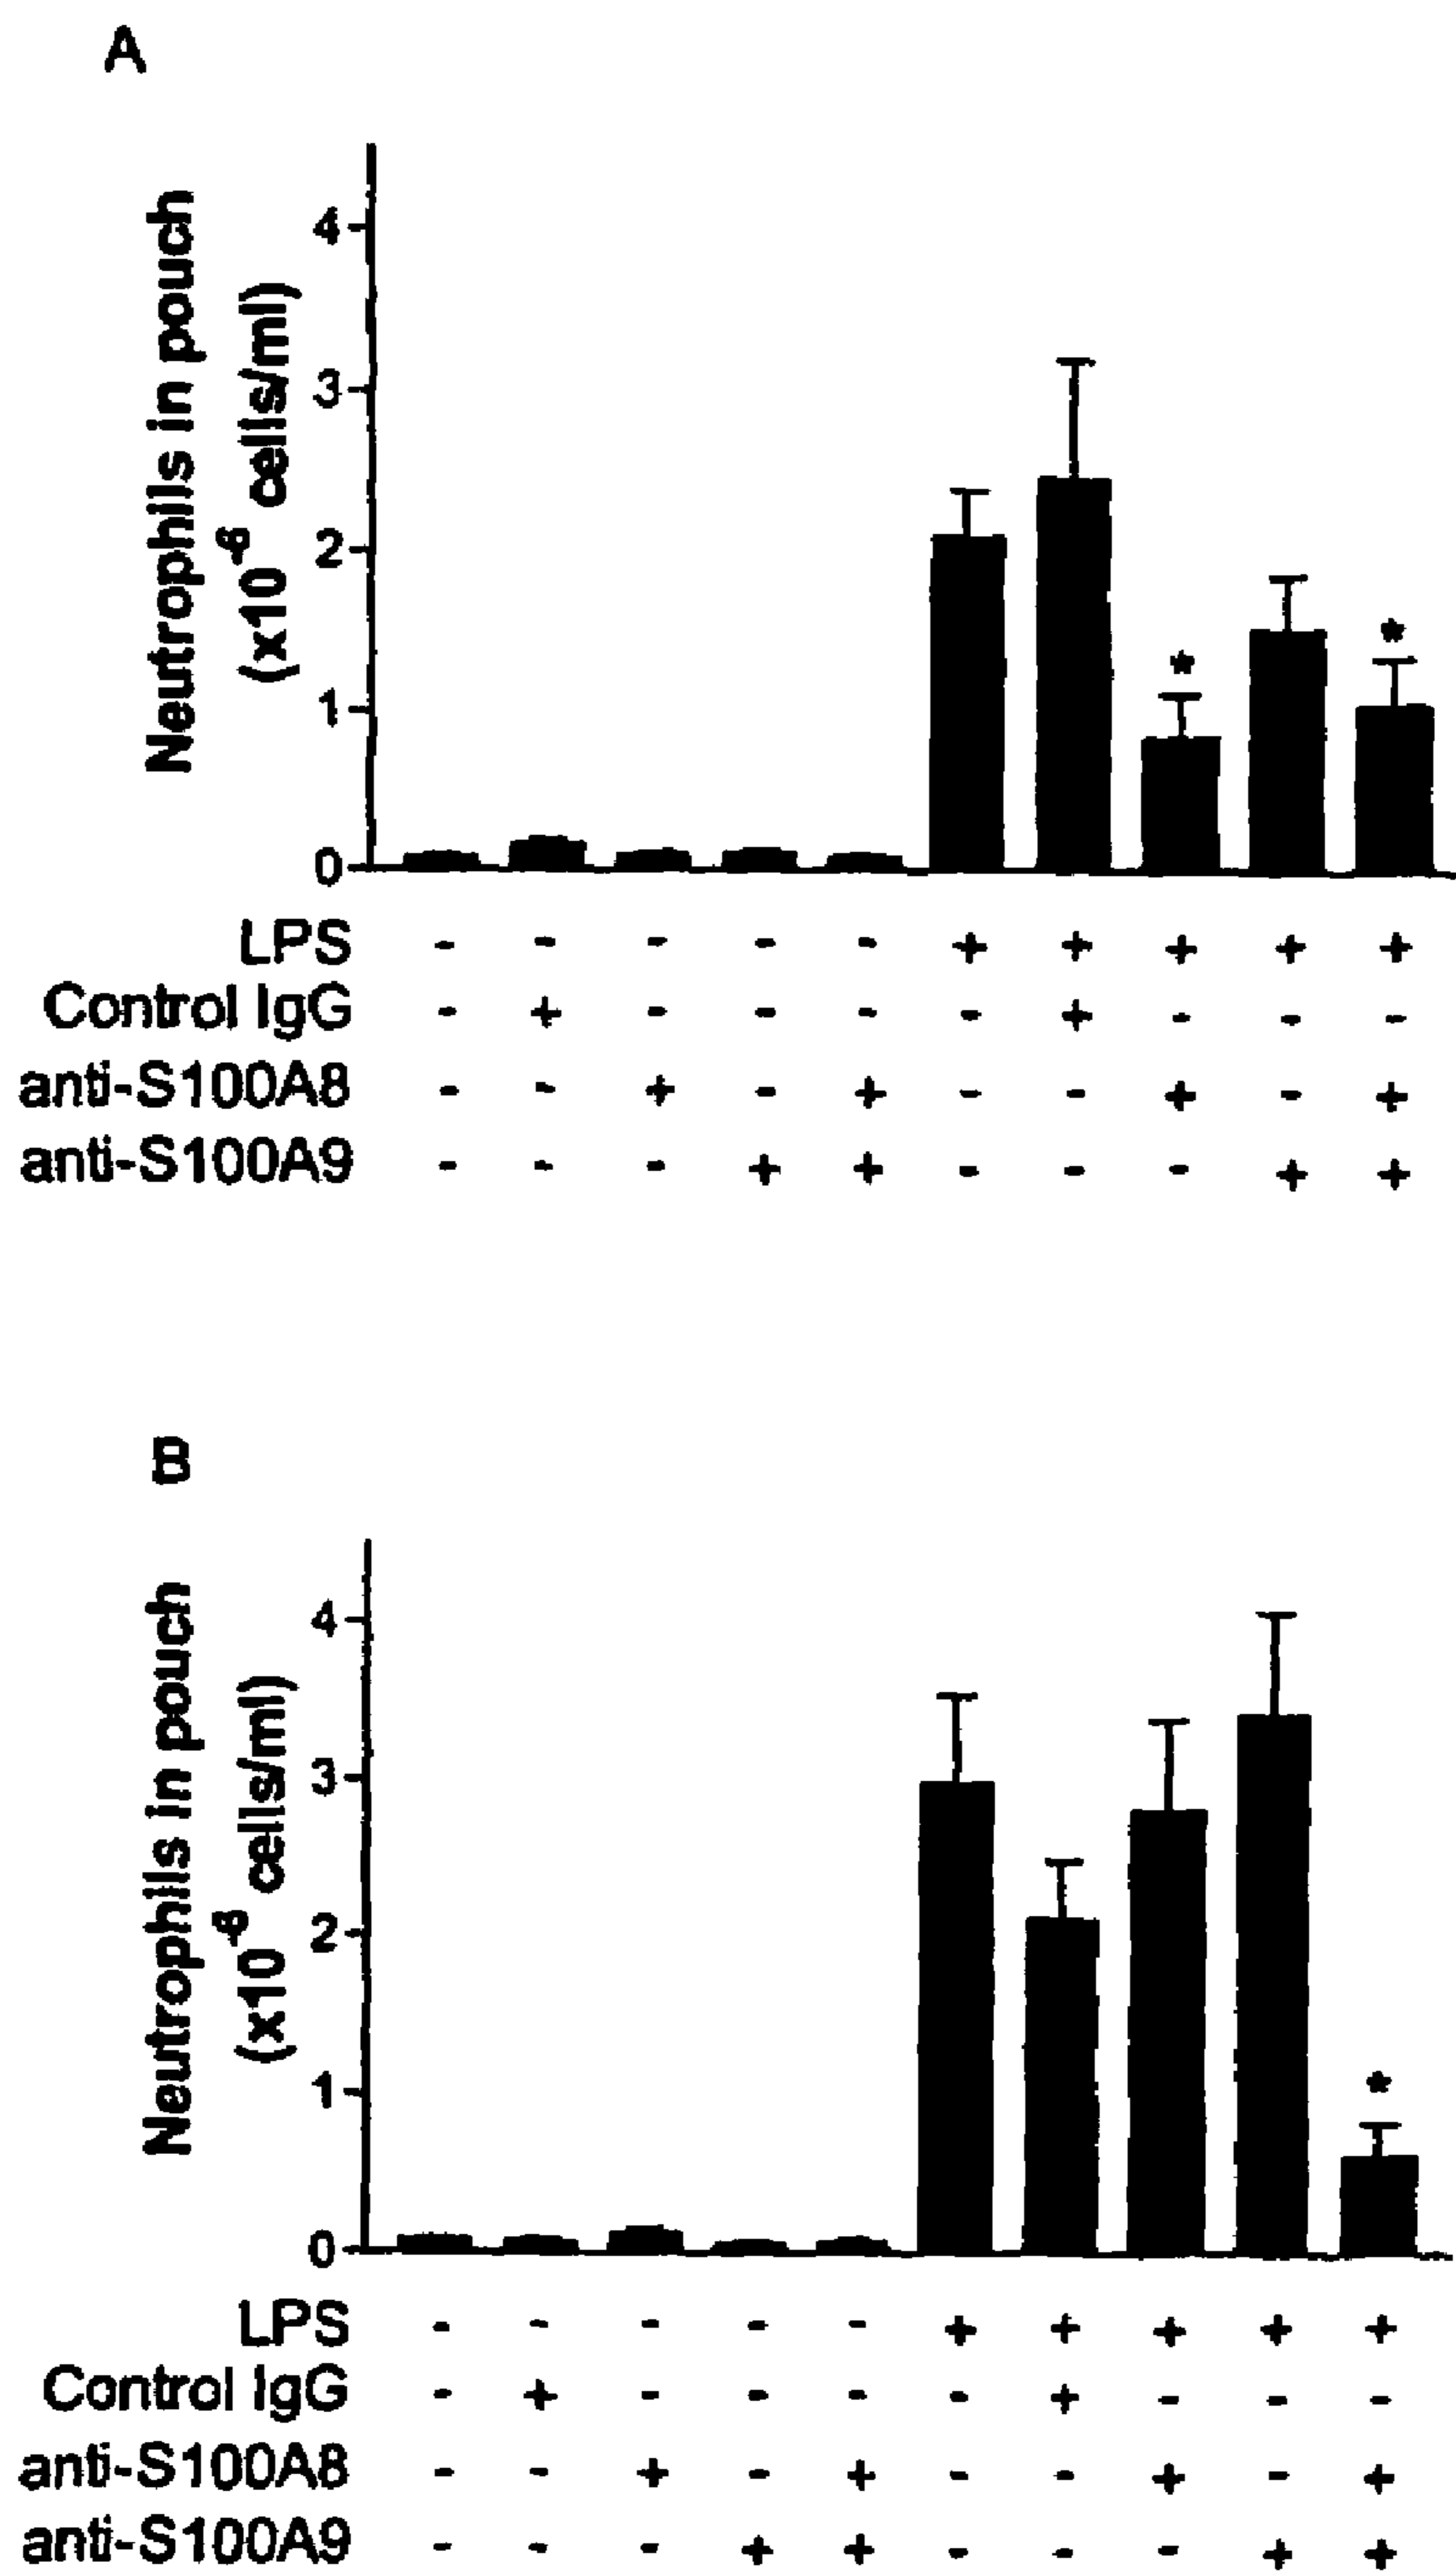 A
Neutrophils in pouch
(x10⁻⁶ cells/ml)
4
3
2
1
0
*
*
LPS - - - - - + + + + +
Control IgG - + - - - - + - - -
anti-S100A8 - - + - + - - + - +
anti-S100A9 - - - + + - - - + +
B
Neutrophils in pouch
(x10⁻⁶ cells/ml)
4
3
2
1
0
*
LPS - - - - - + + + + +
Control IgG - + - - - - + - - -
anti-S100A8 - - + - + - - + - +
anti-S100A9 - - - + + - - - + +